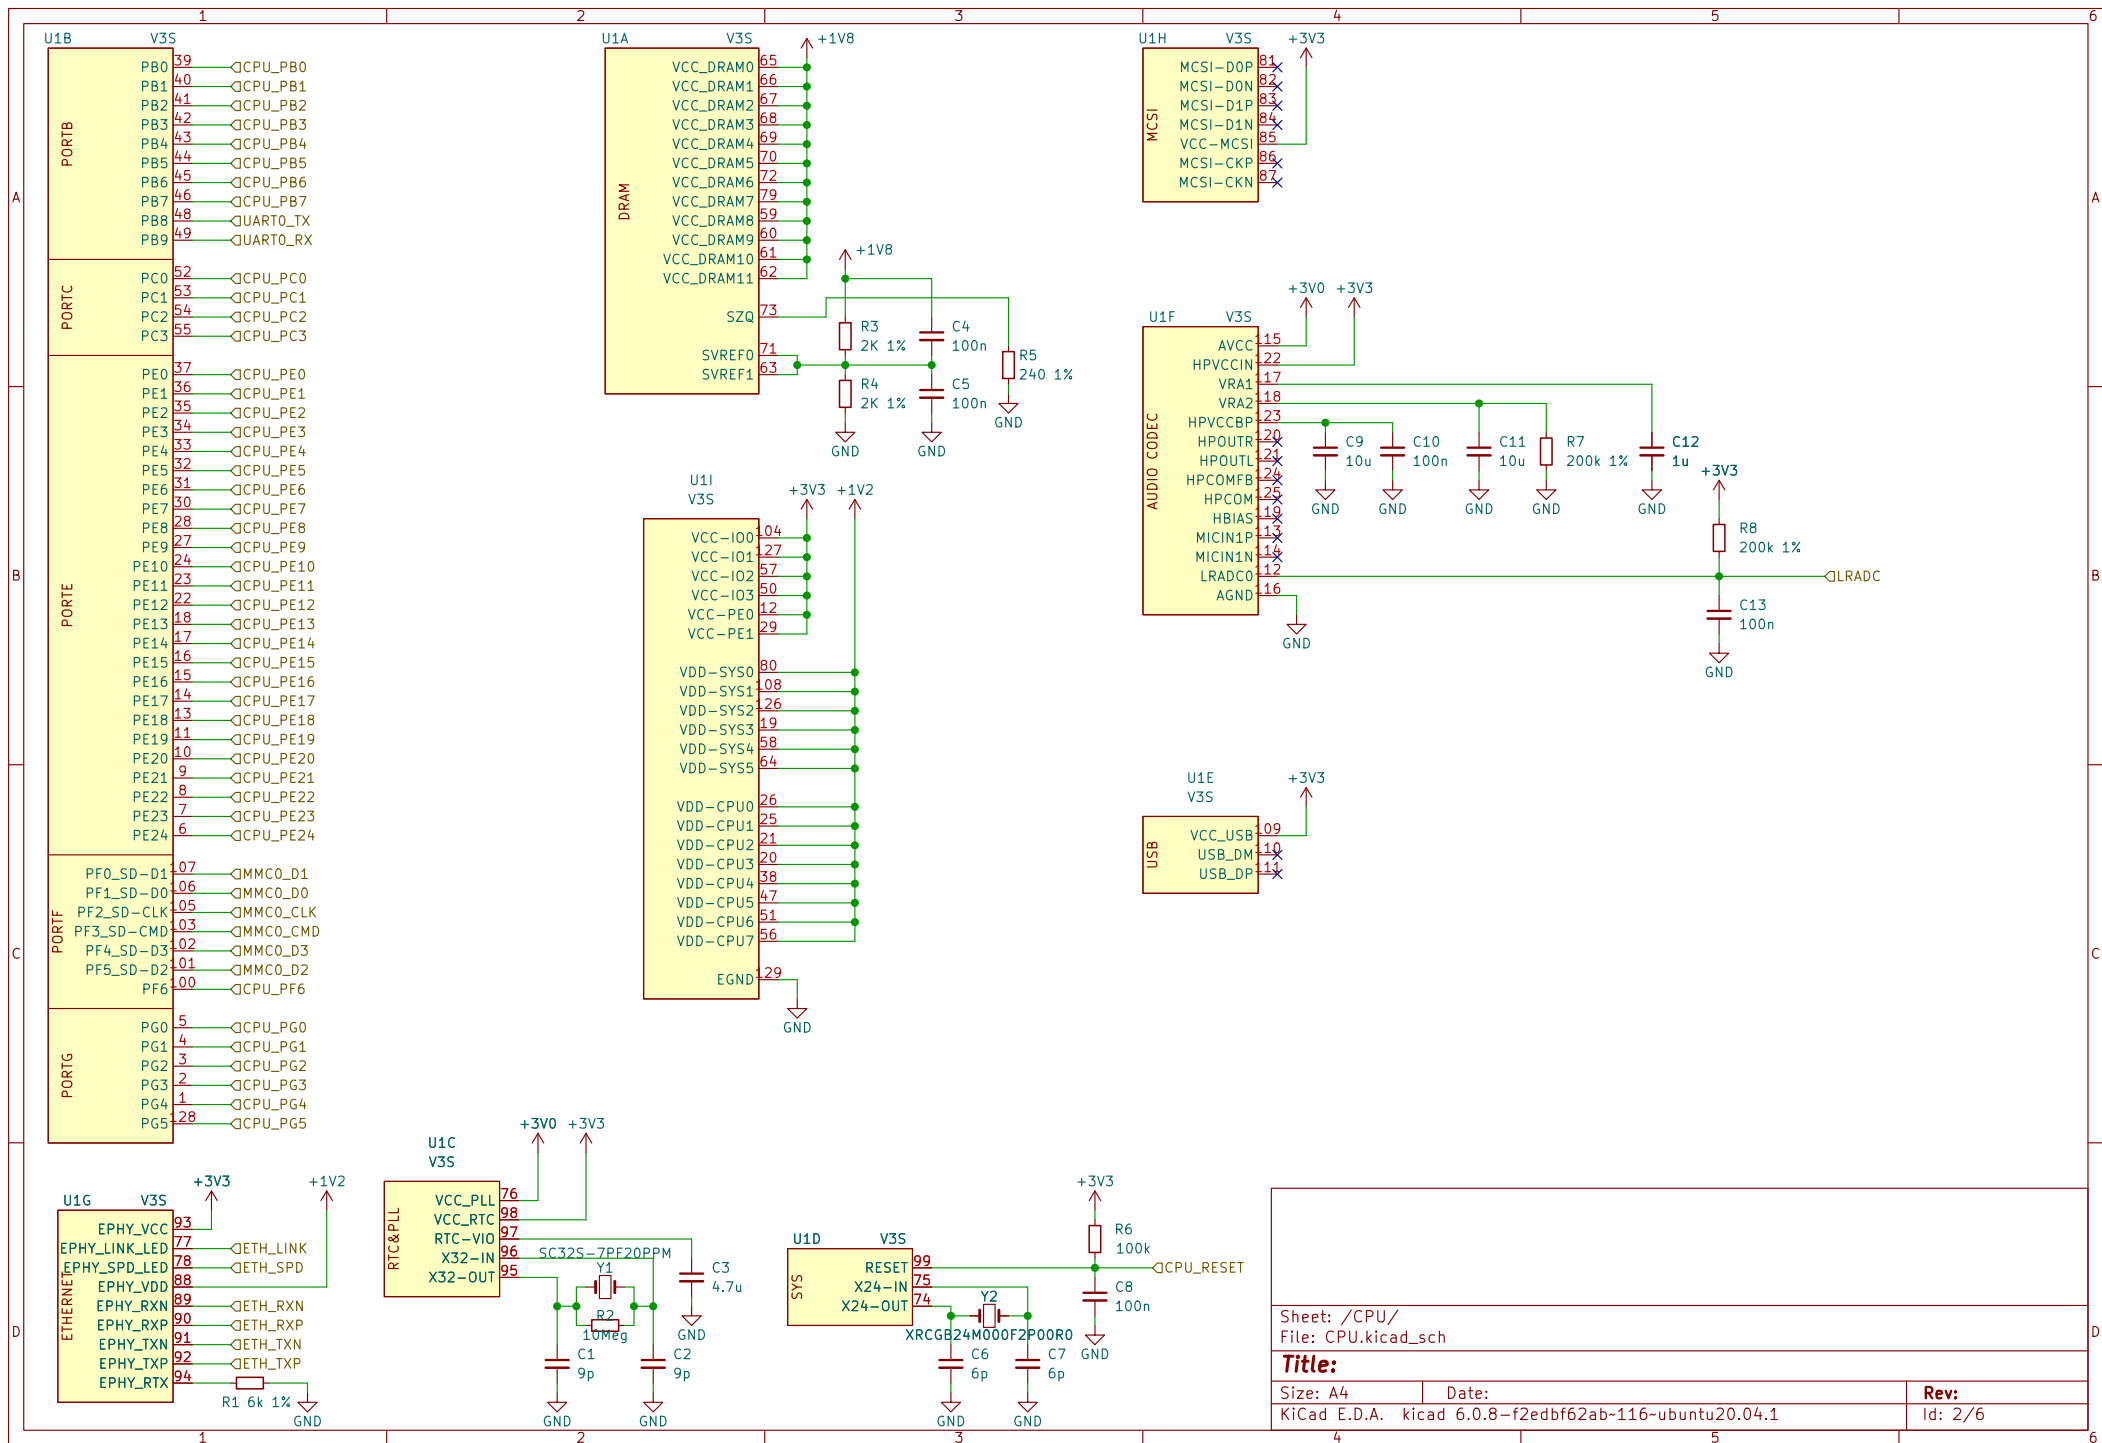 1 2 3 4 5 6
A
B
C
D
U1B V3S
PORTB
PB0 39 CPU_PB0
PB1 40 CPU_PB1
PB2 41 CPU_PB2
PB3 42 CPU_PB3
PB4 43 CPU_PB4
PB5 44 CPU_PB5
PB6 45 CPU_PB6
PB7 46 CPU_PB7
PB8 48 UART0_TX
PB9 49 UART0_RX
PORTC
PC0 52 CPU_PC0
PC1 53 CPU_PC1
PC2 54 CPU_PC2
PC3 55 CPU_PC3
PORTE
PE0 37 CPU_PE0
PE1 36 CPU_PE1
PE2 35 CPU_PE2
PE3 34 CPU_PE3
PE4 33 CPU_PE4
PE5 32 CPU_PE5
PE6 31 CPU_PE6
PE7 30 CPU_PE7
PE8 28 CPU_PE8
PE9 27 CPU_PE9
PE10 24 CPU_PE10
PE11 23 CPU_PE11
PE12 22 CPU_PE12
PE13 18 CPU_PE13
PE14 17 CPU_PE14
PE15 16 CPU_PE15
PE16 15 CPU_PE16
PE17 14 CPU_PE17
PE18 13 CPU_PE18
PE19 11 CPU_PE19
PE20 10 CPU_PE20
PE21 9 CPU_PE21
PE22 8 CPU_PE22
PE23 7 CPU_PE23
PE24 6 CPU_PE24
PORTF
PF0_SD-D1 107 MMC0_D1
PF1_SD-D0 106 MMC0_D0
PF2_SD-CLK 105 MMC0_CLK
PF3_SD-CMD 103 MMC0_CMD
PF4_SD-D3 102 MMC0_D3
PF5_SD-D2 101 MMC0_D2
PF6 100 CPU_PF6
PORTG
PG0 5 CPU_PG0
PG1 4 CPU_PG1
PG2 3 CPU_PG2
PG3 2 CPU_PG3
PG4 1 CPU_PG4
PG5 128 CPU_PG5
+3V3 +1V2
U1G V3S
ETHERNET
EPHY_VCC 93
EPHY_LINK_LED 77 ETH_LINK
EPHY_SPD_LED 78 ETH_SPD
EPHY_VDD 88
EPHY_RXN 89 ETH_RXN
EPHY_RXP 90 ETH_RXP
EPHY_TXN 91 ETH_TXN
EPHY_TXP 92 ETH_TXP
EPHY_RTX 94
R1 6k 1%
GND
U1A V3S
+1V8
DRAM
VCC_DRAM0 65
VCC_DRAM1 66
VCC_DRAM2 67
VCC_DRAM3 68
VCC_DRAM4 69
VCC_DRAM5 70
VCC_DRAM6 72
VCC_DRAM7 79
VCC_DRAM8 59
VCC_DRAM9 60
VCC_DRAM10 61
VCC_DRAM11 62
SZQ 73
SVREF0 71
SVREF1 63
+1V8
R3
2K 1%
C4
100n
R5
240 1%
R4
2K 1%
C5
100n
GND
GND
GND
U1I
V3S
+3V3 +1V2
VCC-IO0 104
VCC-IO1 127
VCC-IO2 57
VCC-IO3 50
VCC-PE0 12
VCC-PE1 29
VDD-SYS0 80
VDD-SYS1 108
VDD-SYS2 126
VDD-SYS3 19
VDD-SYS4 58
VDD-SYS5 64
VDD-CPU0 26
VDD-CPU1 25
VDD-CPU2 21
VDD-CPU3 20
VDD-CPU4 38
VDD-CPU5 47
VDD-CPU6 51
VDD-CPU7 56
EGND 129
GND
+3V0 +3V3
U1C
V3S
RTC&PLL
VCC_PLL 76
VCC_RTC 98
RTC-VIO 97
X32-IN 96
X32-OUT 95
SC32S-7PF20PPM
Y1
R2
10Meg
C3
4.7u
GND
C1
9p
C2
9p
GND
GND
U1D V3S
SYS
RESET 99
X24-IN 75
X24-OUT 74
+3V3
R6
100k
CPU_RESET
C8
100n
GND
Y2
XRCGB24M000F2P00R0
C6
6p
C7
6p
GND
GND
U1H V3S
+3V3
MCSI
MCSI-D0P 81
MCSI-D0N 82
MCSI-D1P 83
MCSI-D1N 84
VCC-MCSI 85
MCSI-CKP 86
MCSI-CKN 87
+3V0 +3V3
U1F V3S
AUDIO CODEC
AVCC 115
HPVCCIN 122
VRA1 117
VRA2 118
HPVCCBP 123
HPOUTR 120
HPOUTL 121
HPCOMFB 124
HPCOM 125
HBIAS 119
MICIN1P 113
MICIN1N 114
LRADC0 112
AGND 116
GND
C9
10u
C10
100n
C11
10u
R7
200k 1%
C12
1u
GND
GND
GND
GND
GND
+3V3
R8
200k 1%
LRADC
C13
100n
GND
U1E
V3S
+3V3
USB
VCC_USB 109
USB_DM 110
USB_DP 111
Sheet: /CPU/
File: CPU.kicad_sch
Title:
Size: A4 Date: Rev:
KiCad E.D.A. kicad 6.0.8-f2edbf62ab~116~ubuntu20.04.1 Id: 2/6
A
B
C
D
1 2 3 4 5 6